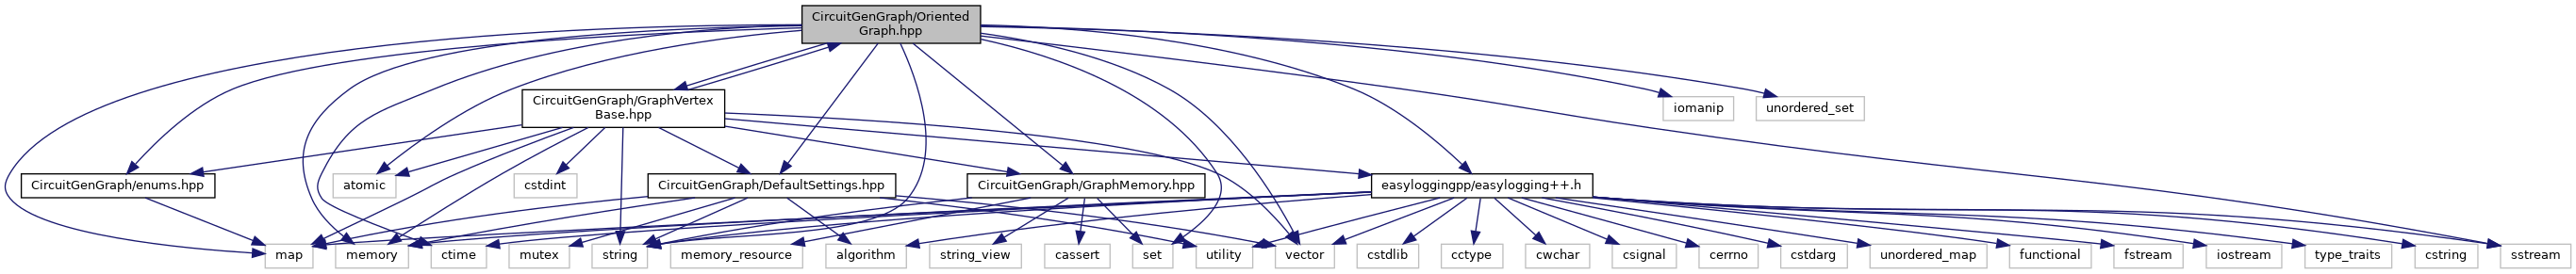 CircuitGenGraph/Oriented
Graph.hpp
CircuitGenGraph/GraphVertex
Base.hpp
iomanip
unordered_set
CircuitGenGraph/enums.hpp
atomic
cstdint
CircuitGenGraph/DefaultSettings.hpp
CircuitGenGraph/GraphMemory.hpp
easyloggingpp/easylogging++.h
map
memory
ctime
mutex
string
memory_resource
algorithm
string_view
cassert
set
utility
vector
cstdlib
cctype
cwchar
csignal
cerrno
cstdarg
unordered_map
functional
fstream
iostream
type_traits
cstring
sstream